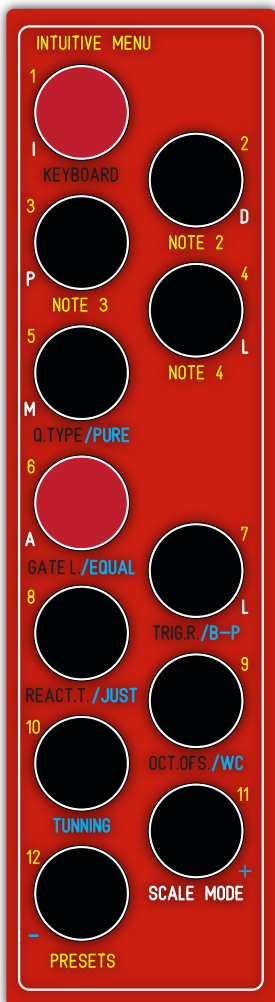 INTUITIVE MENU
1
I
KEYBOARD
2
D
NOTE 2
3
P
NOTE 3
4
L
NOTE 4
5
M
Q.TYPE/PURE
6
A
GATE L./EQUAL
7
L
TRIG.R./B-P
8
REACT.T./JUST
9
OCT.OFS./WC
10
TUNNING
11
+
SCALE MODE
12
-
PRESETS